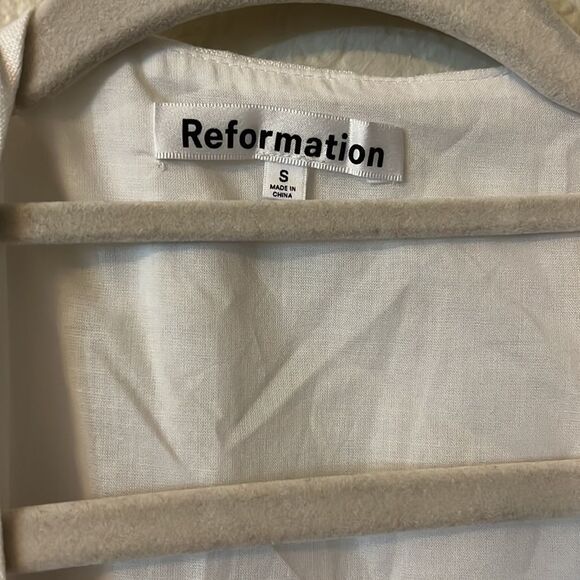 Reformation
S
MADE IN
CHINA